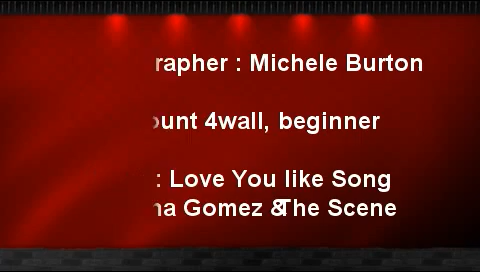 rapher : Michele Burton
ount 4wall, beginner
: Love You like Song
na Gomez & The Scene